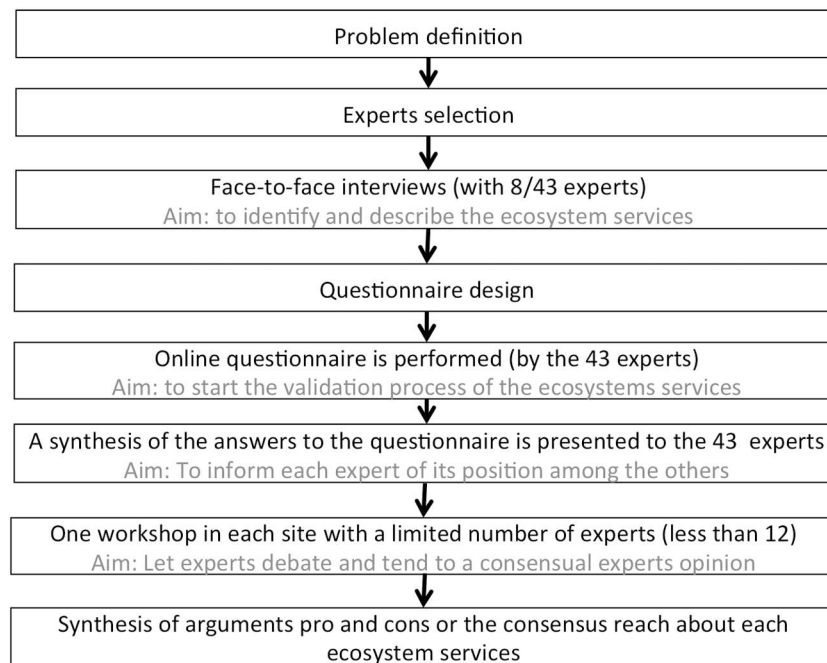 Problem definition
Experts selection
Face-to-face interviews (with 8/43 experts)
Aim: to identify and describe the ecosystem services
Questionnaire design
Online questionnaire is performed (by the 43 experts)
Aim: to start the validation process of the ecosystems services
A synthesis of the answers to the questionnaire is presented to the 43 experts
Aim: To inform each expert of its position among the others
One workshop in each site with a limited number of experts (less than 12)
Aim: Let experts debate and tend to a consensual experts opinion
Synthesis of arguments pro and cons or the consensus reach about each
ecosystem services